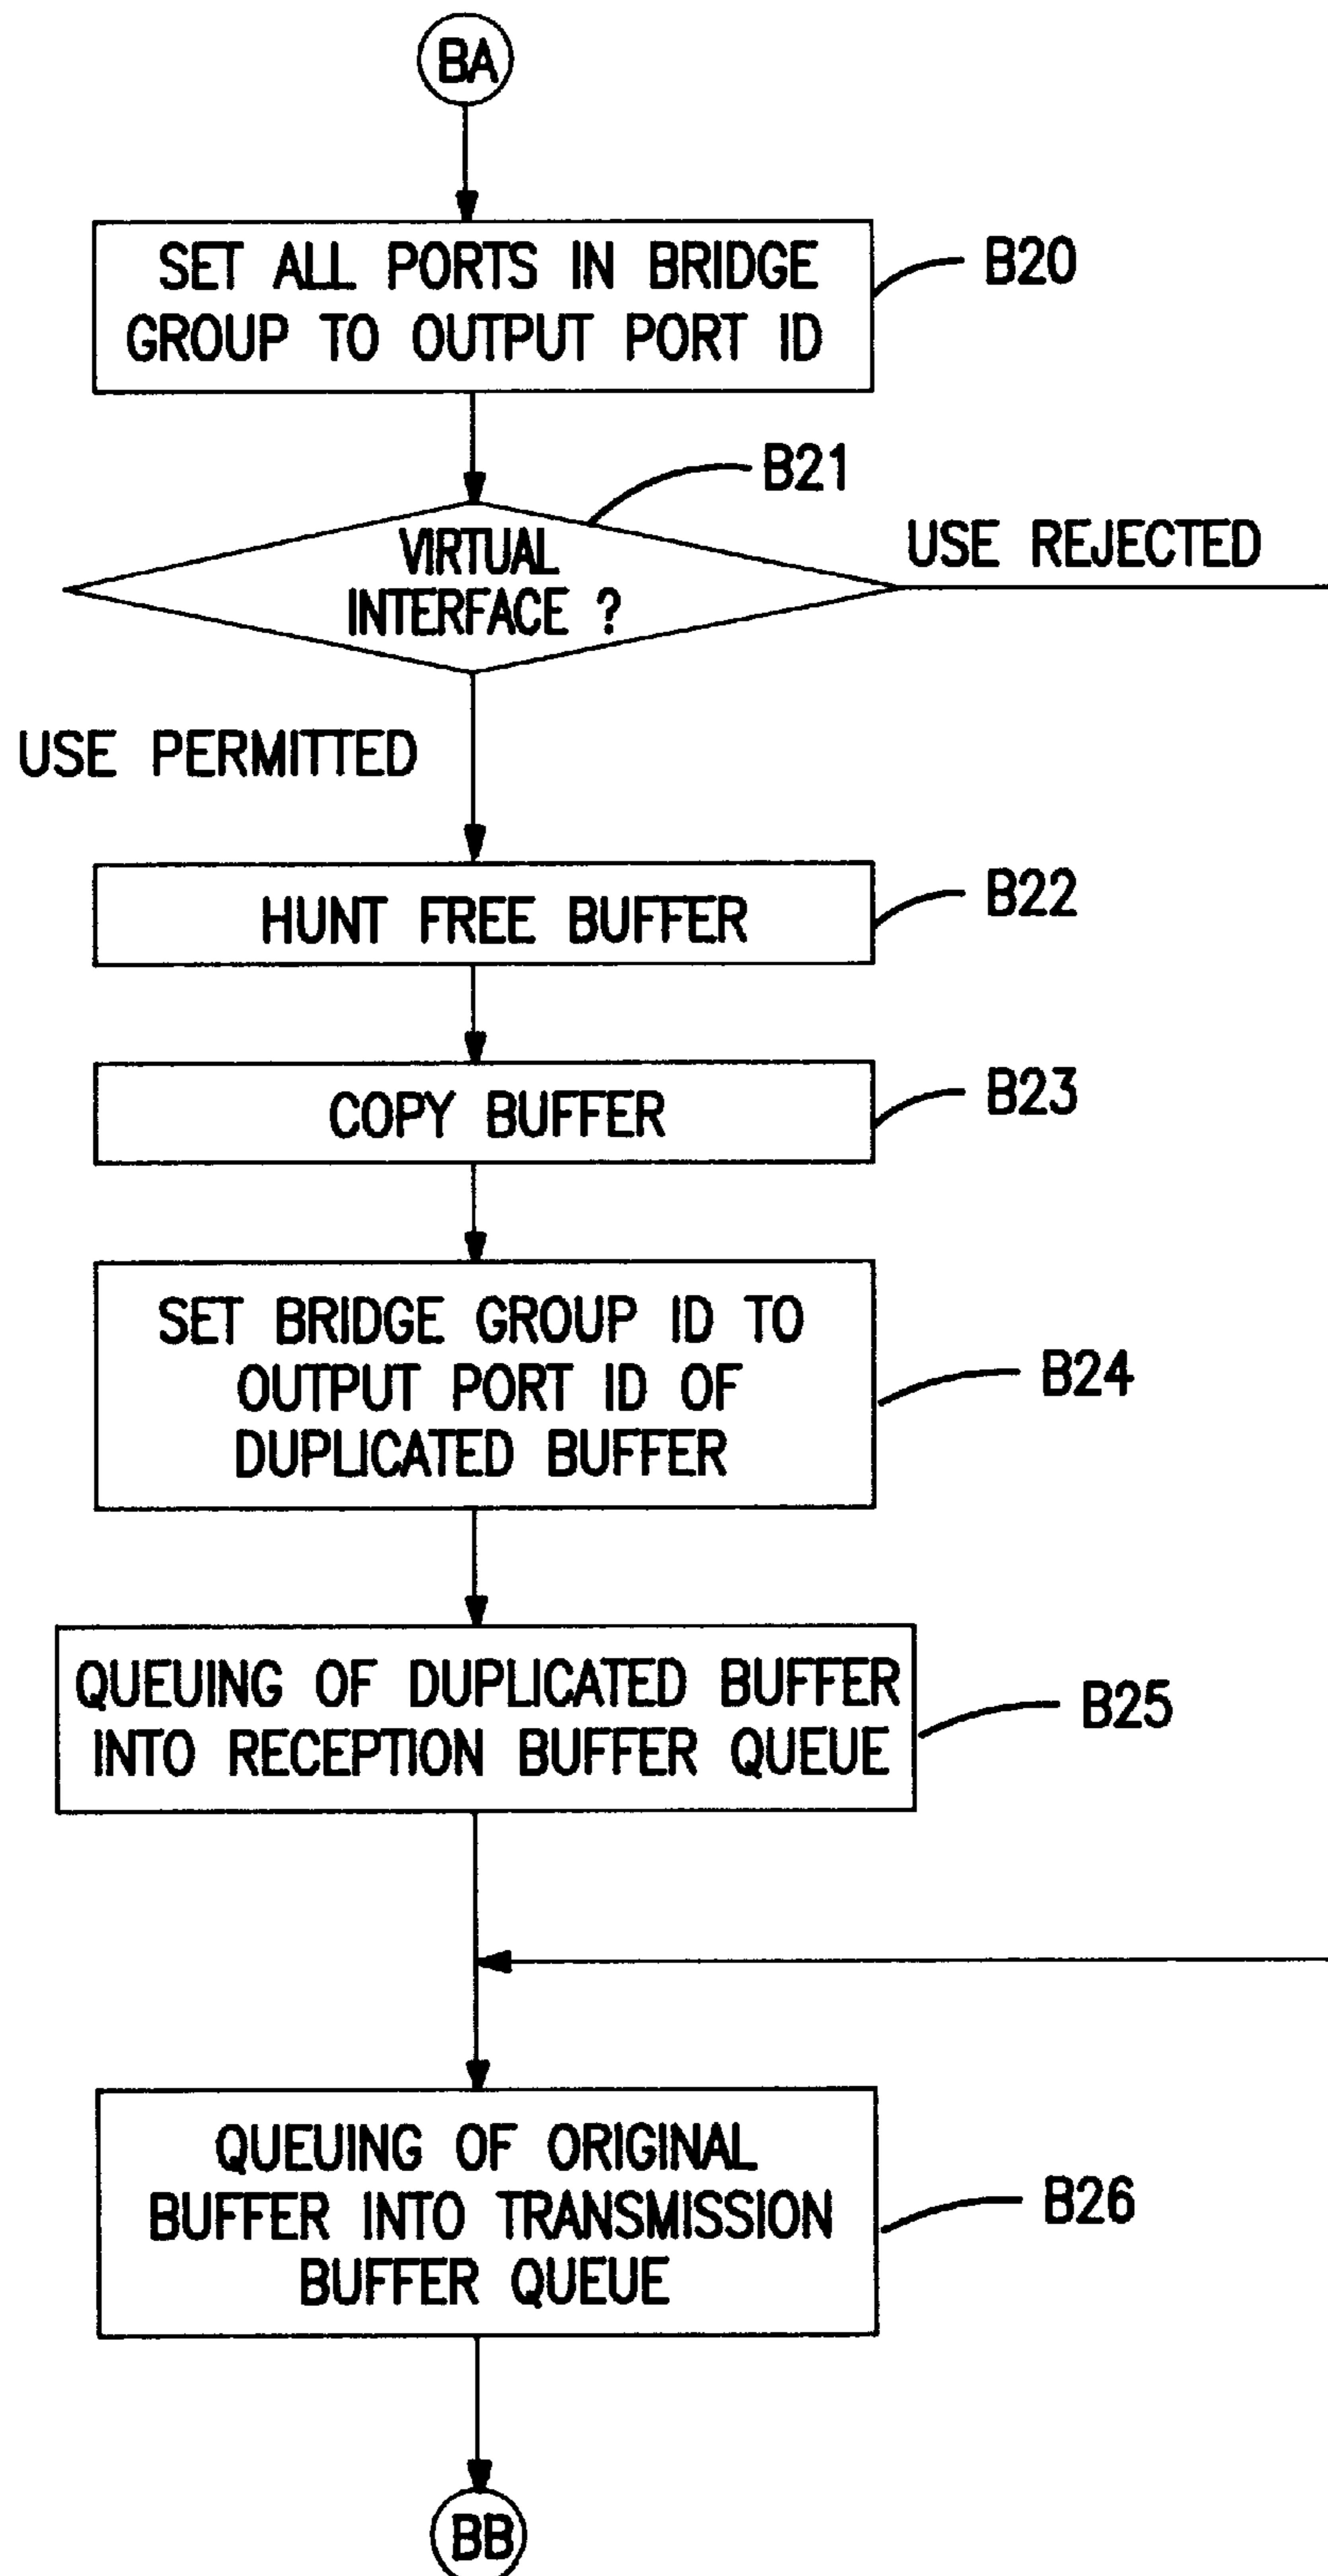 BA
SET ALL PORTS IN BRIDGE
GROUP TO OUTPUT PORT ID
B20
B21
VIRTUAL
INTERFACE ?
USE REJECTED
USE PERMITTED
HUNT FREE BUFFER
B22
COPY BUFFER
B23
SET BRIDGE GROUP ID TO
OUTPUT PORT ID OF
DUPLICATED BUFFER
B24
QUEUING OF DUPLICATED BUFFER
INTO RECEPTION BUFFER QUEUE
B25
QUEUING OF ORIGINAL
BUFFER INTO TRANSMISSION
BUFFER QUEUE
B26
BB